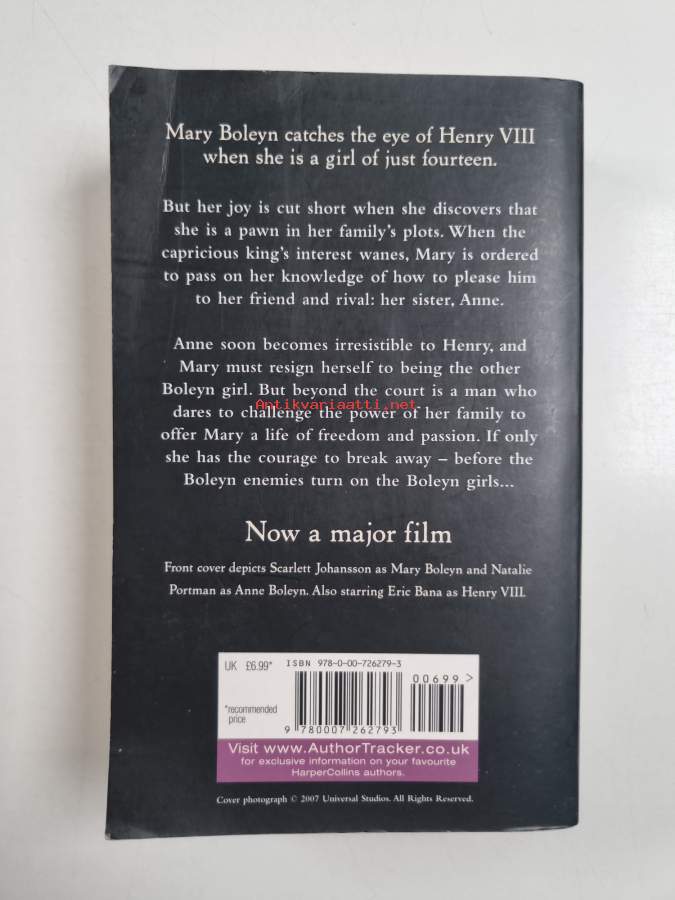 Mary Boleyn catches the eye of Henry VIII
when she is a girl of just fourteen.
But her joy is cut short when she discovers that
she is a pawn in her family's plots. When the
capricious king's interest wanes, Mary is ordered
to pass on her knowledge of how to please him
to her friend and rival: her sister, Anne.
Anne soon becomes irresistible to Henry, and
Mary must resign herself to being the other
Boleyn girl. But beyond the court is a man who
Antikvariaatti.net
dares to challenge the power of her family to
offer Mary a life of freedom and passion. If only
she has the courage to break away – before the
Boleyn enemies turn on the Boleyn girls...
Now a major film
Front cover depicts Scarlett Johansson as Mary Boleyn and Natalie
Portman as Anne Boleyn. Also starring Eric Bana as Henry VIII.
UK £6.99*
ISBN 978-0-00-726279-3
00699 >
*recommended
price
9 780007 262793
Visit www.AuthorTracker.co.uk
for exclusive information on your favourite
HarperCollins authors.
Cover photograph © 2007 Universal Studios. All Rights Reserved.